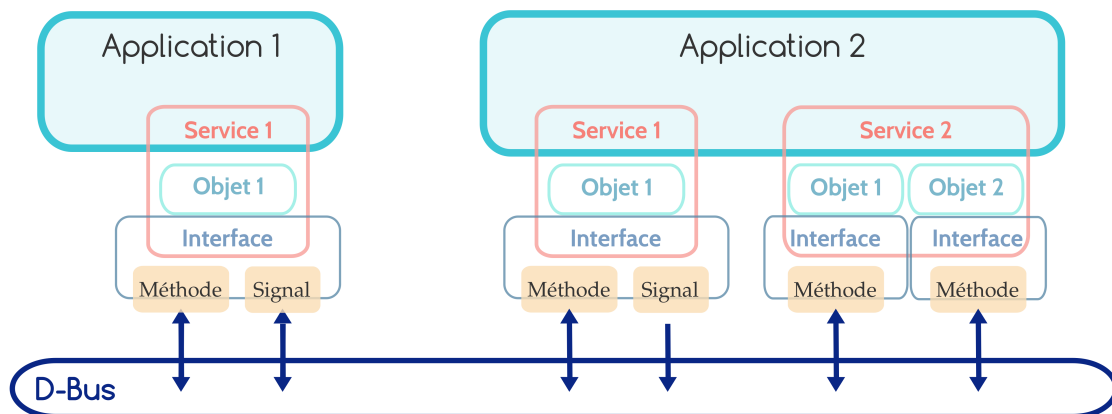 Application 1
Application 2
Service 1
Service 1
Service 2
Objet 1
Objet 1
Objet 1
Objet 2
Interface
Interface
Interface
Interface
Méthode
Signal
Méthode
Signal
Méthode
Méthode
D-Bus